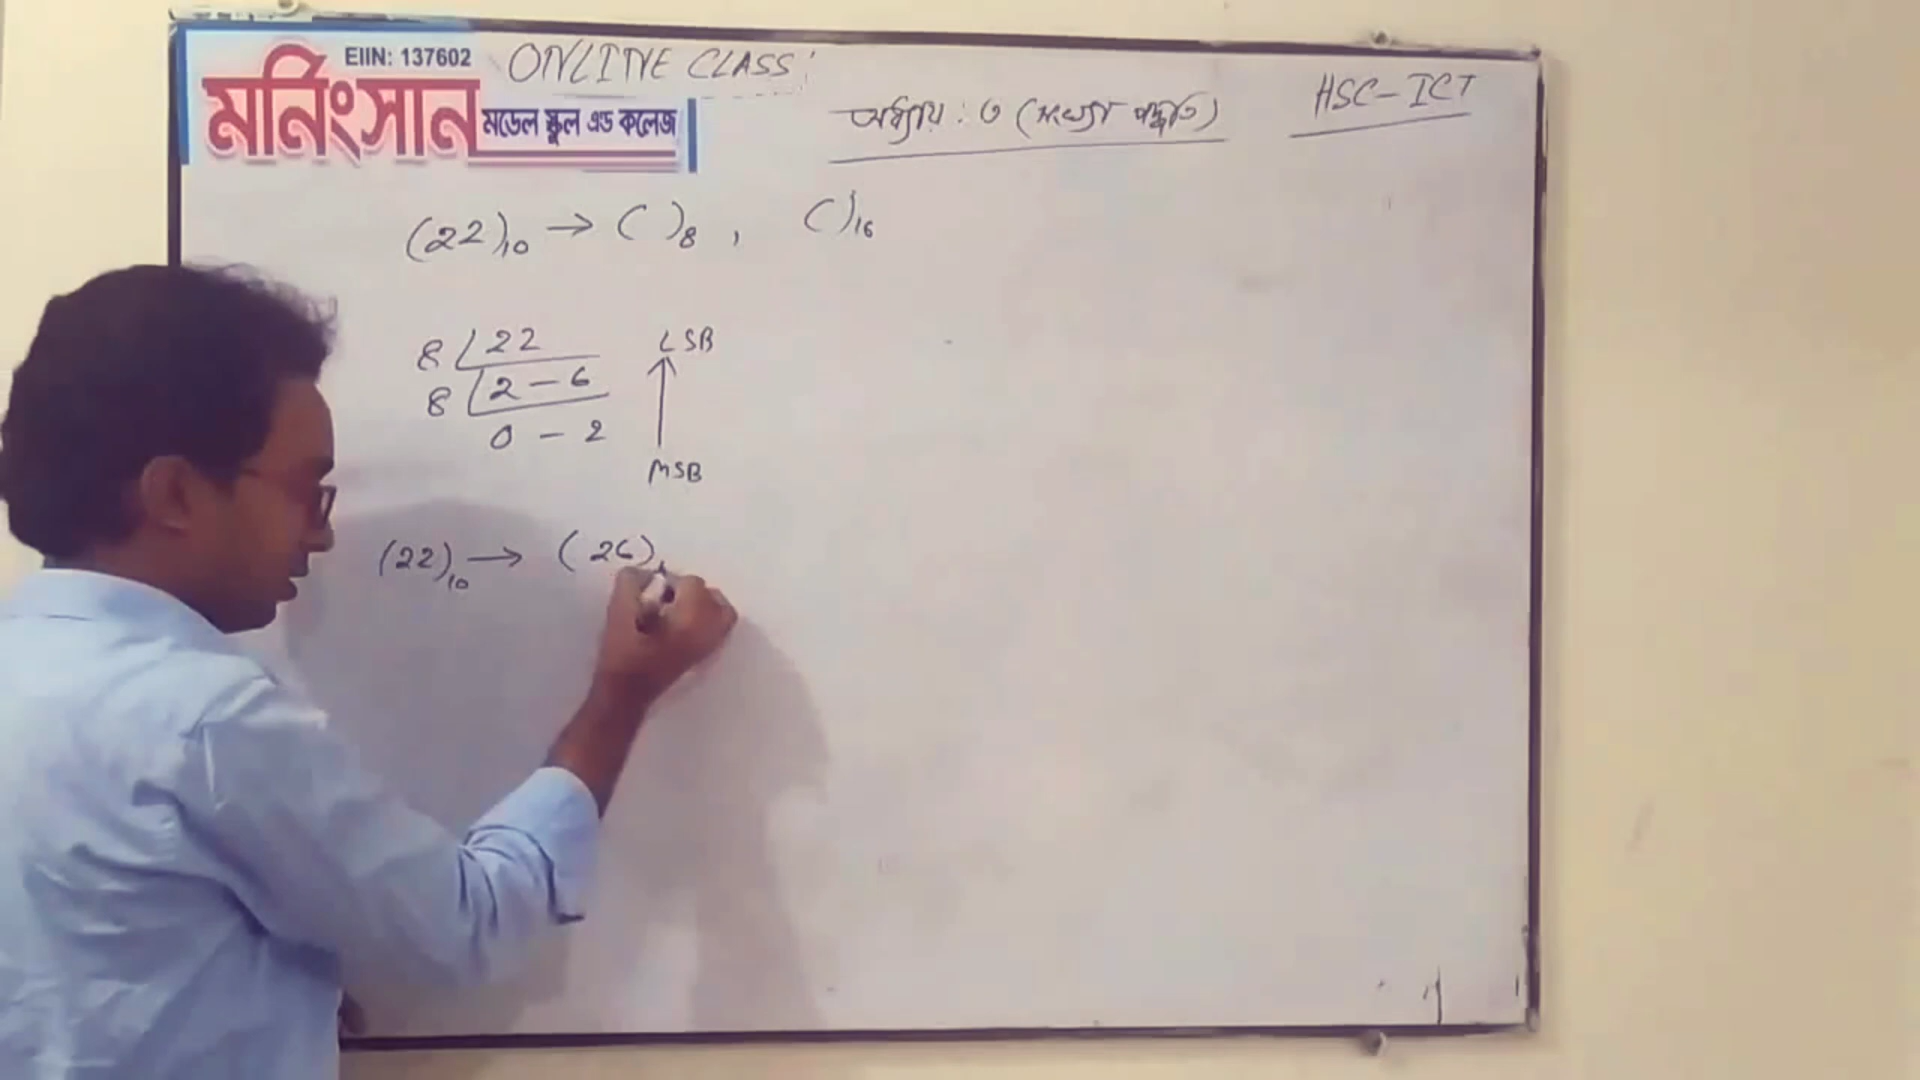 EIIN: 137602
মর্নিংসান মডেল স্কুল এন্ড কলেজ
ONLINE CLASS:
অধ্যায় : ৩ (সংখ্যা পদ্ধতি)
HSC-ICT
(22)₁₀ → ( )₈ , ( )₁₆
8 | 22 LSB
8 | 2 - 6
0 - 2
MSB
(22)₁₀ → (26)